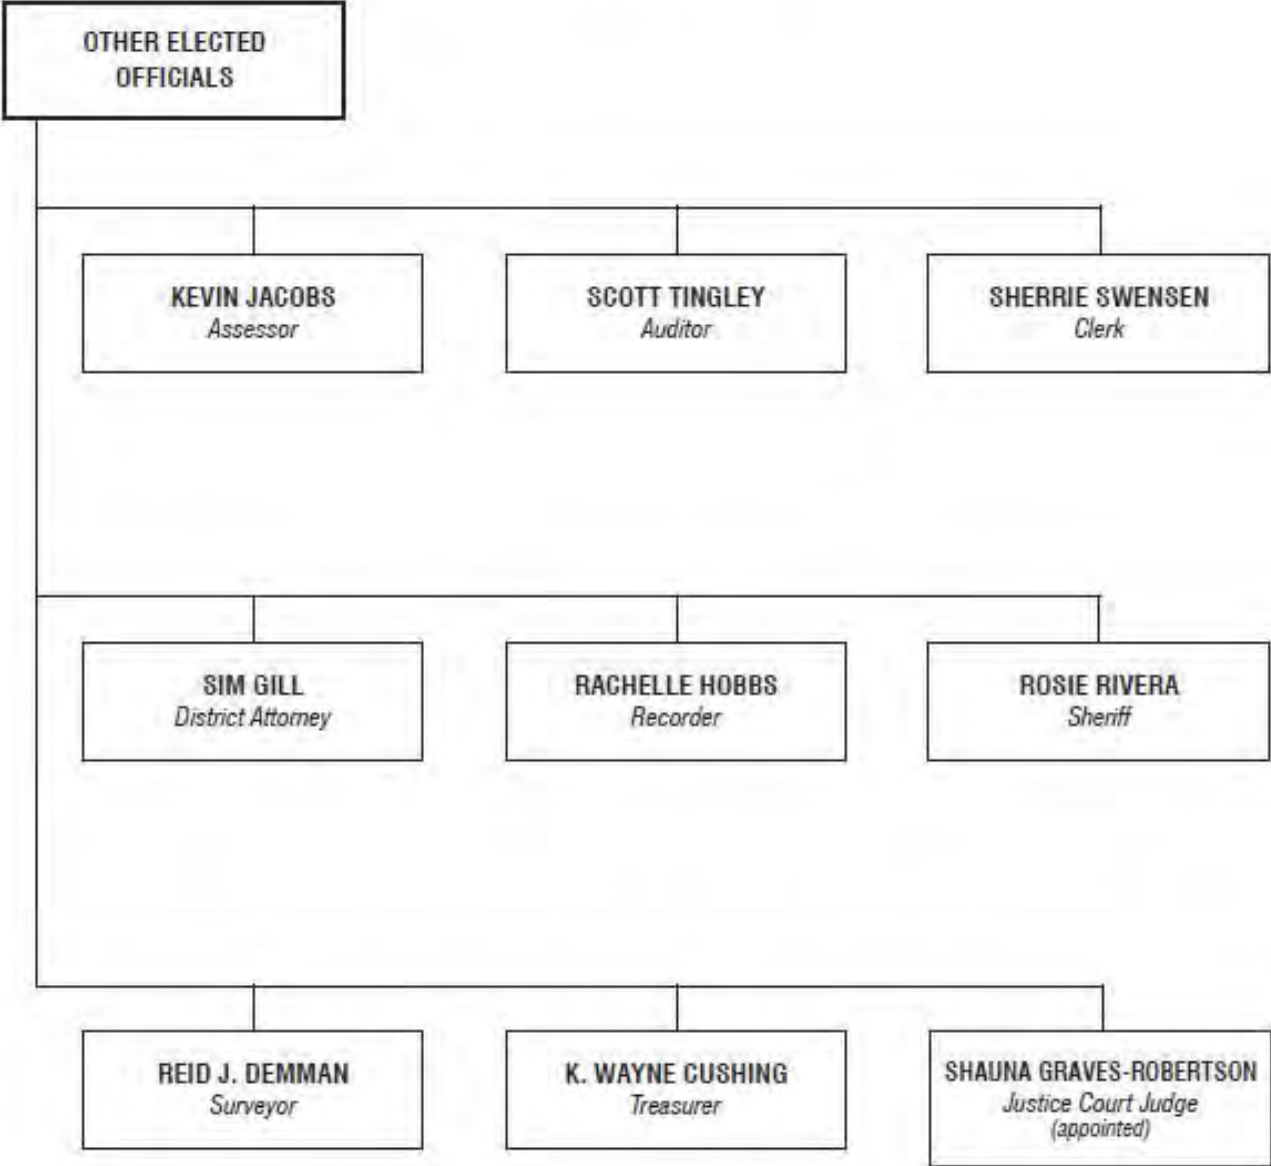 OTHER ELECTED
OFFICIALS
KEVIN JACOBS
Assessor
SCOTT TINGLEY
Auditor
SHERRIE SWENSEN
Clerk
SIM GILL
District Attorney
RACHELLE HOBBS
Recorder
ROSIE RIVERA
Sheriff
REID J. DEMMAN
Surveyor
K. WAYNE CUSHING
Treasurer
SHAUNA GRAVES-ROBERTSON
Justice Court Judge
(appointed)